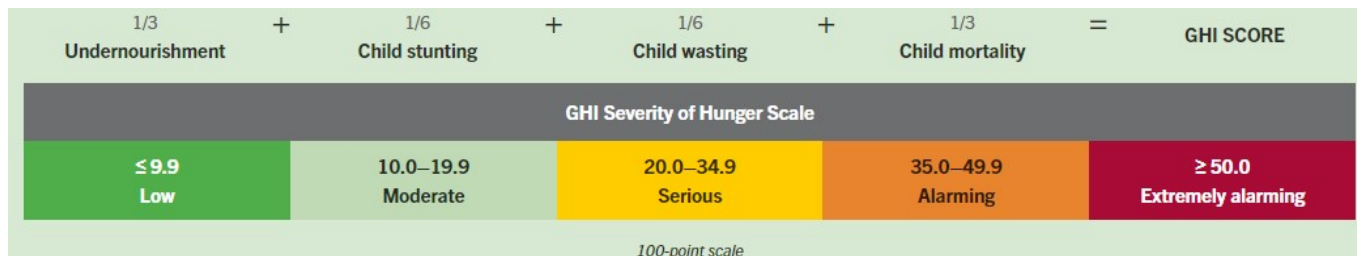 1/3 + 1/6 + 1/6 + 1/3 = GHI SCORE
Undernourishment Child stunting Child wasting Child mortality
GHI Severity of Hunger Scale
≤ 9.9 10.0–19.9 20.0–34.9 35.0–49.9 ≥ 50.0
Low Moderate Serious Alarming Extremely alarming
100-point scale